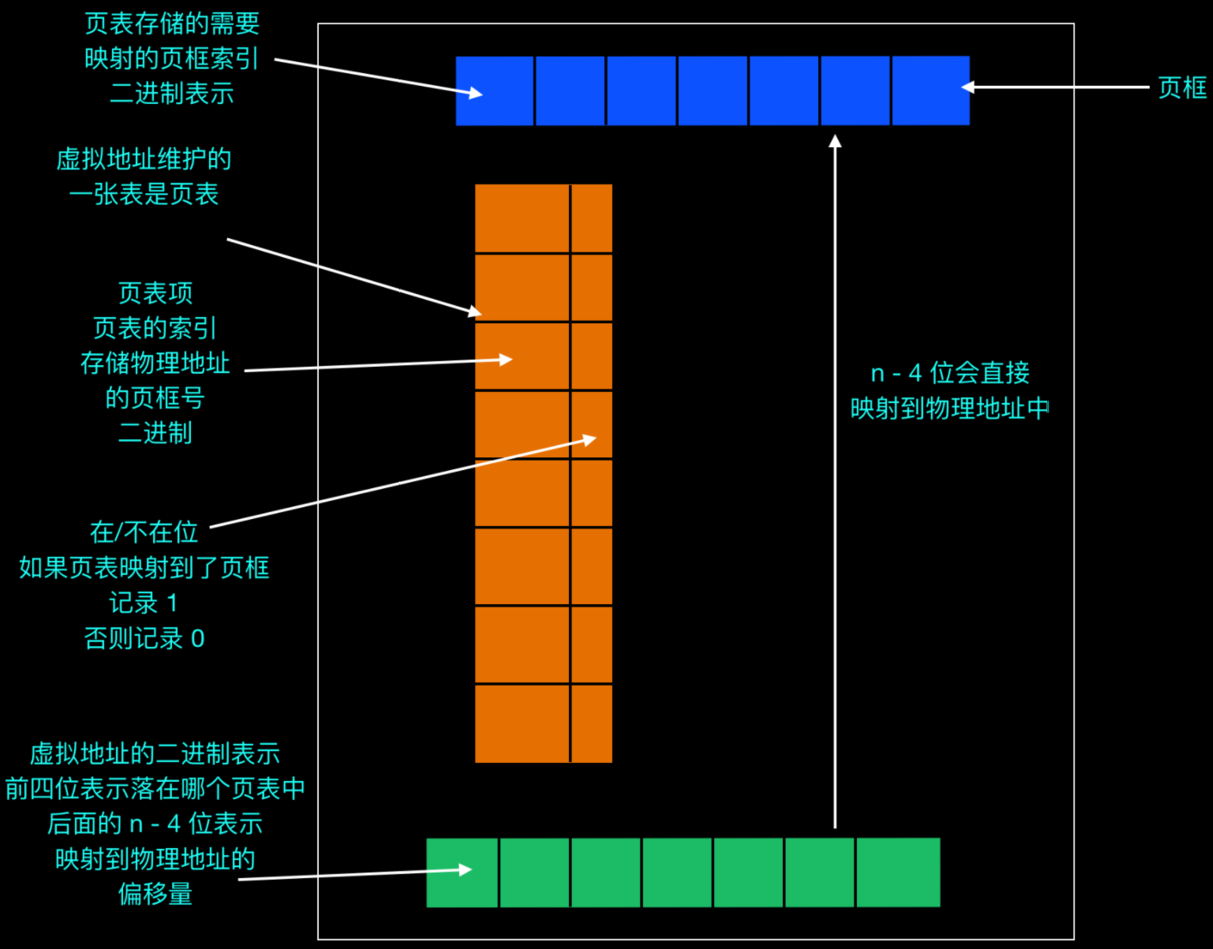 页表存储的需要
映射的页框索引
二进制表示
页框
虚拟地址维护的
一张表是页表
页表项
页表的索引
存储物理地址
的页框号
二进制
n - 4 位会直接
映射到物理地址中
在/不在位
如果页表映射到了页框
记录 1
否则记录 0
虚拟地址的二进制表示
前四位表示落在哪个页表中
后面的 n - 4 位表示
映射到物理地址的
偏移量